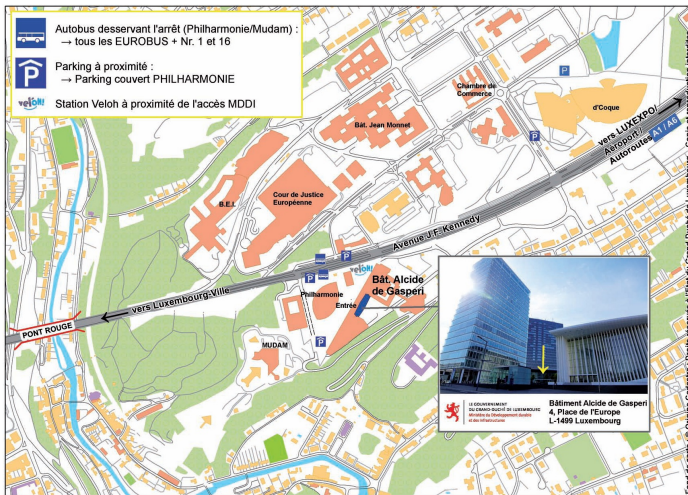 Autobus desservant l'arrêt (Philharmonie/Mudam) :
→ tous les EUROBUS + Nr. 1 et 16
P
Parking à proximité :
→ Parking couvert PHILHARMONIE
veloh!
Station Veloh à proximité de l'accès MDDI
Chambre de
Commerce
P
d'Coque
Bât. Jean Monnet
P
vers LUXEXPO/
Aéroport/
Autoroutes
A1 / A6
B.E.I.
Cour de Justice
Européenne
Avenue J.F. Kennedy
P
veloh!
P
Bât. Alcide
de Gasperi
Philharmonie
Entrée
vers Luxembourg-Ville
PONT ROUGE
MUDAM
P
LE GOUVERNEMENT
DU GRAND-DUCHÉ DE LUXEMBOURG
Ministère du Développement durable
et des Infrastructures
Bâtiment Alcide de Gasperi
4, Place de l'Europe
L-1499 Luxembourg